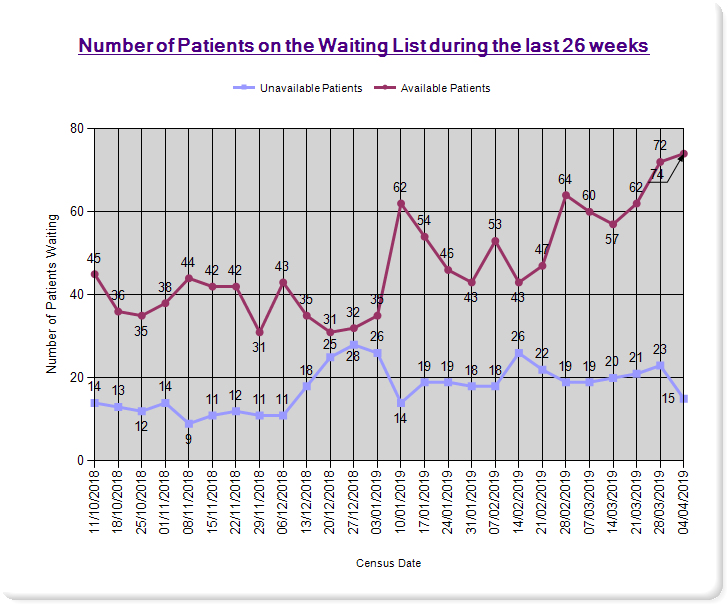 Number of Patients on the Waiting List during the last 26 weeks
Unavailable Patients Available Patients
Number of Patients Waiting
80
60
40
20
0
45 36 35 38 44 42 42 31 43 35 31 32 35 62 54 46 43 53 43 47 64 60 57 62 72 74
14 13 12 14 9 11 12 11 11 18 25 28 26 14 19 19 18 18 26 22 19 19 20 21 23 15
11/10/2018 18/10/2018 25/10/2018 01/11/2018 08/11/2018 15/11/2018 22/11/2018 29/11/2018 06/12/2018 13/12/2018 20/12/2018 27/12/2018 03/01/2019 10/01/2019 17/01/2019 24/01/2019 31/01/2019 07/02/2019 14/02/2019 21/02/2019 28/02/2019 07/03/2019 14/03/2019 21/03/2019 28/03/2019 04/04/2019
Census Date